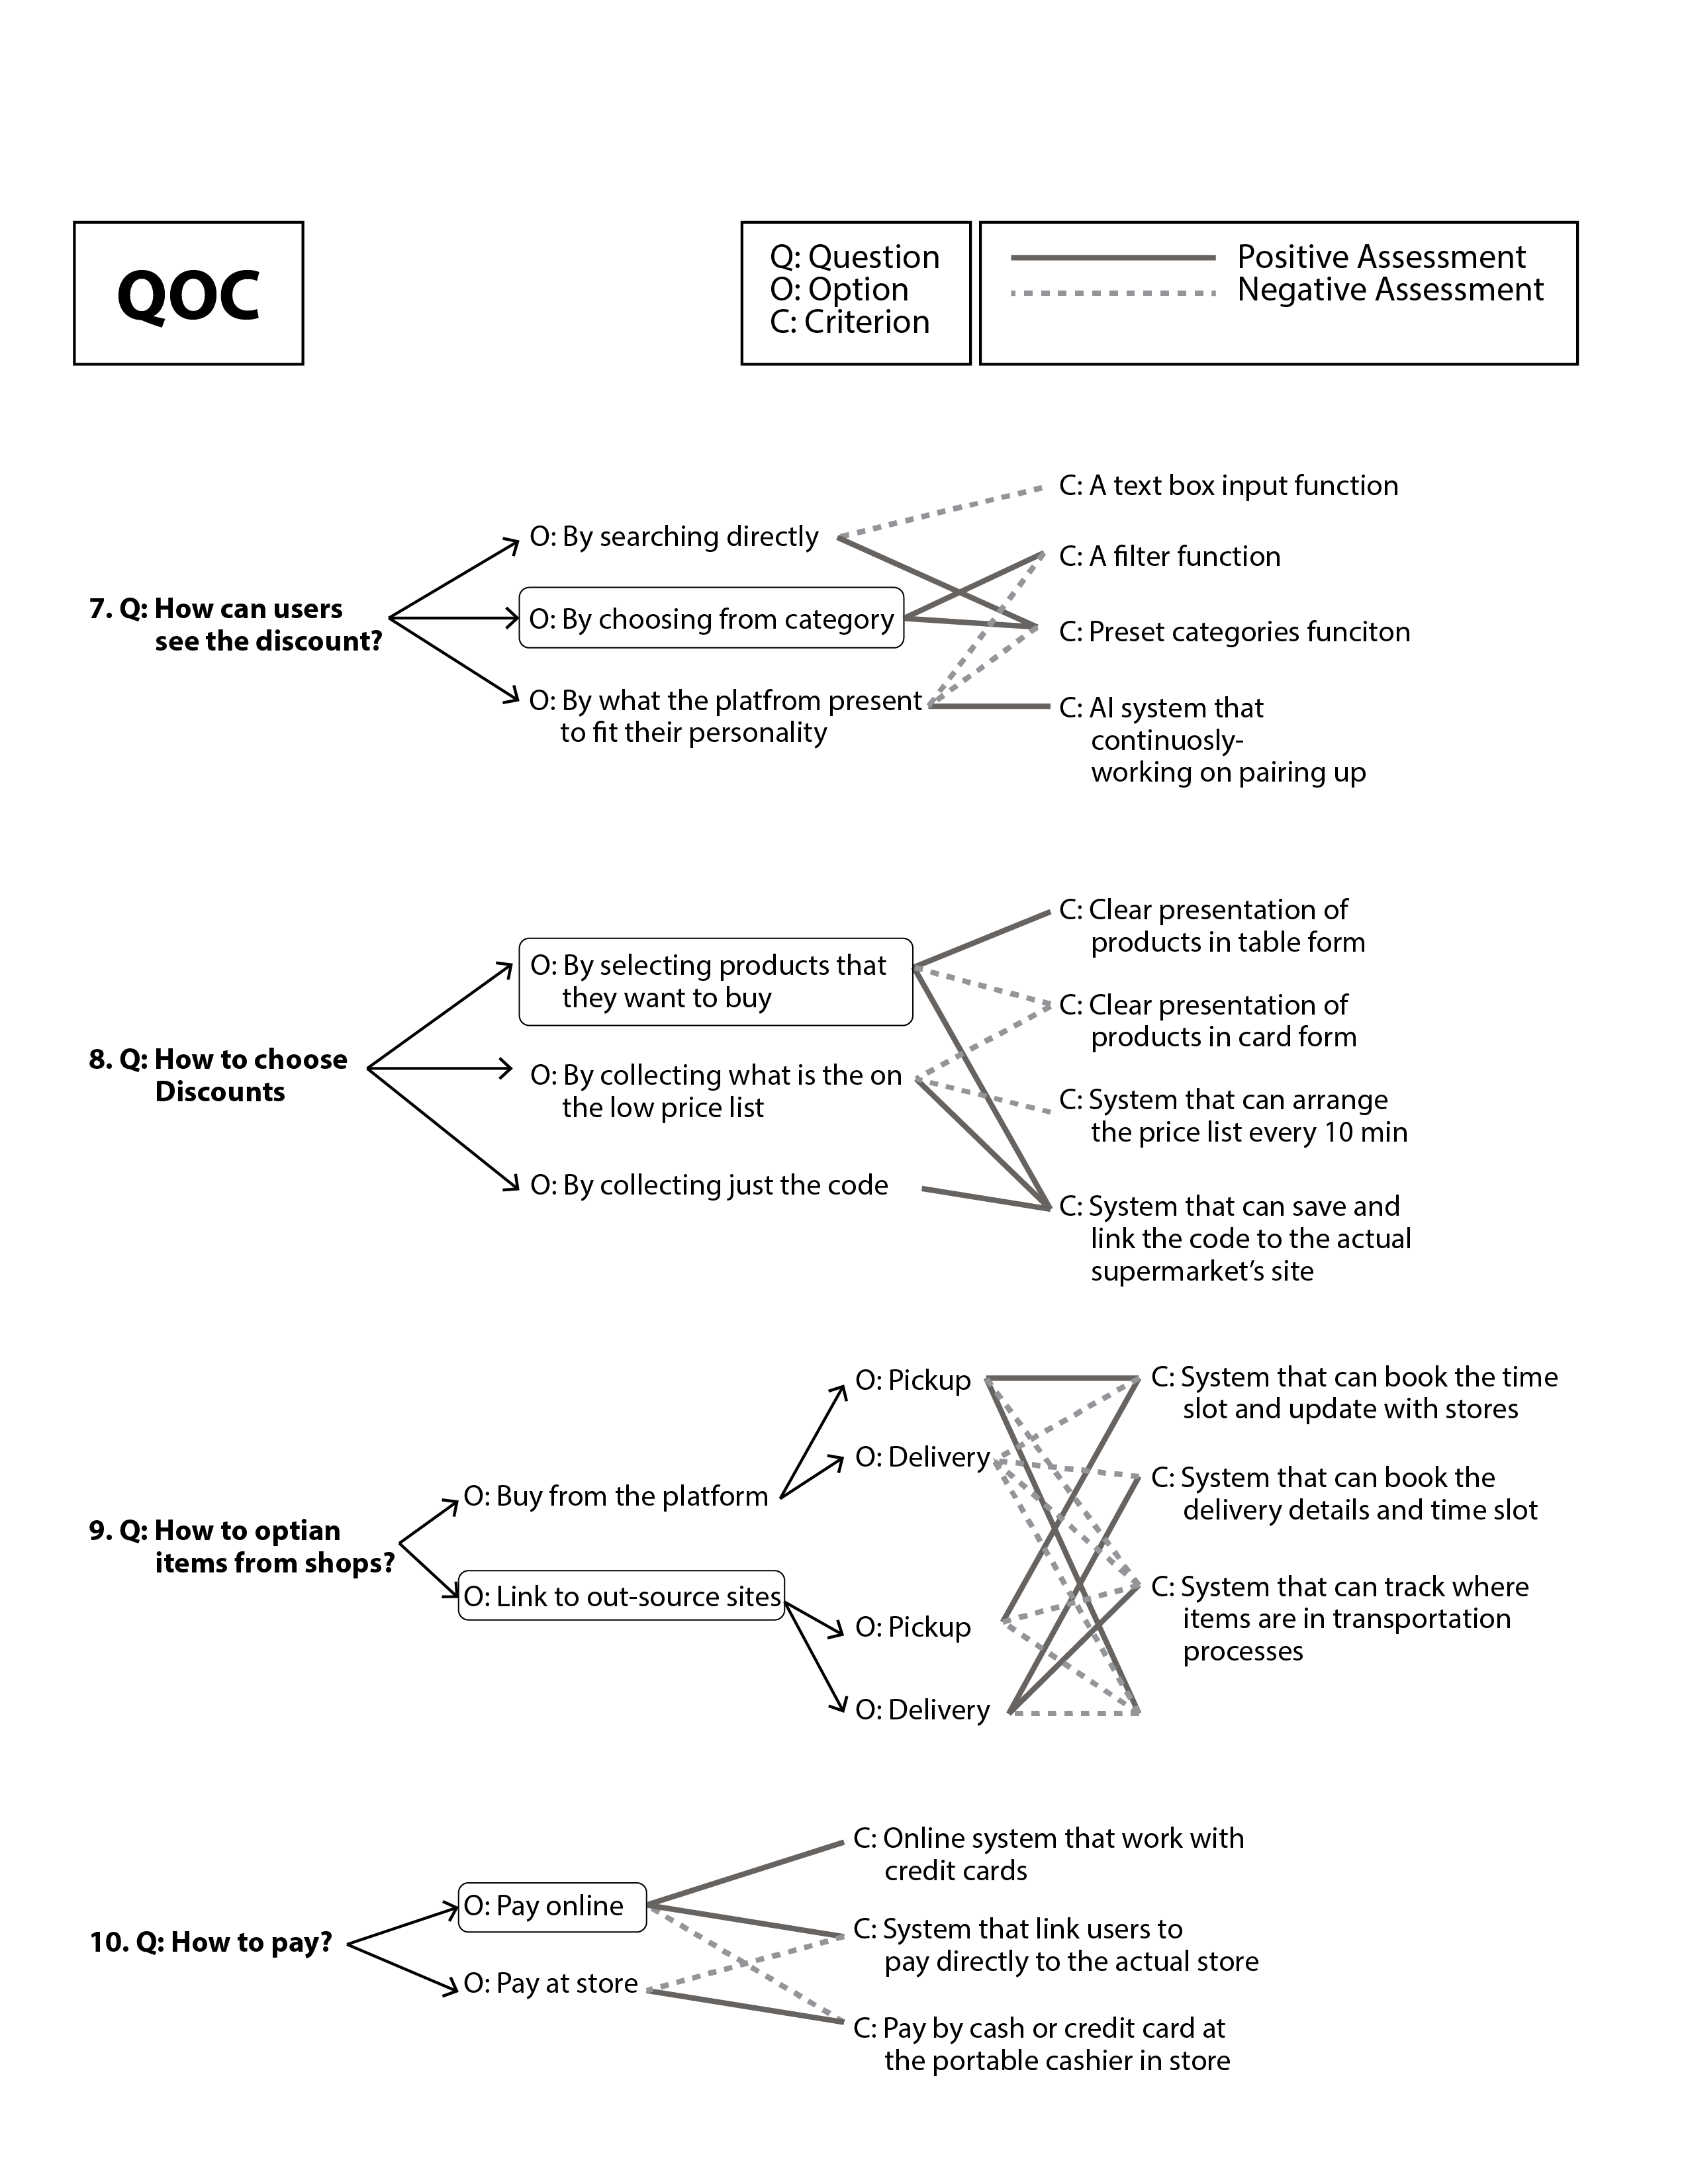 QOC
Q: Question
O: Option
C: Criterion
Positive Assessment
Negative Assessment
7. Q: How can users
see the discount?
O: By searching directly
O: By choosing from category
O: By what the platfrom present
to fit their personality
C: A text box input function
C: A filter function
C: Preset categories funciton
C: AI system that
continuosly-
working on pairing up
8. Q: How to choose
Discounts
O: By selecting products that
they want to buy
O: By collecting what is the on
the low price list
O: By collecting just the code
C: Clear presentation of
products in table form
C: Clear presentation of
products in card form
C: System that can arrange
the price list every 10 min
C: System that can save and
link the code to the actual
supermarket’s site
9. Q: How to optian
items from shops?
O: Buy from the platform
O: Link to out-source sites
O: Pickup
O: Delivery
O: Pickup
O: Delivery
C: System that can book the time
slot and update with stores
C: System that can book the
delivery details and time slot
C: System that can track where
items are in transportation
processes
10. Q: How to pay?
O: Pay online
O: Pay at store
C: Online system that work with
credit cards
C: System that link users to
pay directly to the actual store
C: Pay by cash or credit card at
the portable cashier in store